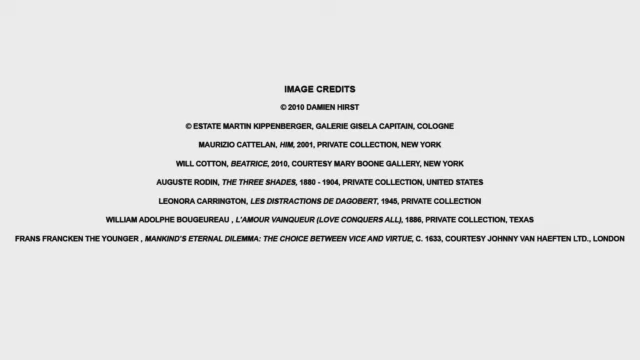 IMAGE CREDITS
© 2010 DAMIEN HIRST
© ESTATE MARTIN KIPPENBERGER, GALERIE GISELA CAPITAIN, COLOGNE
MAURIZIO CATTELAN, HIM, 2001, PRIVATE COLLECTION, NEW YORK
WILL COTTON, BEATRICE, 2010, COURTESY MARY BOONE GALLERY, NEW YORK
AUGUSTE RODIN, THE THREE SHADES, 1880 - 1904, PRIVATE COLLECTION, UNITED STATES
LEONORA CARRINGTON, LES DISTRACTIONS DE DAGOBERT, 1945, PRIVATE COLLECTION
WILLIAM ADOLPHE BOUGEUREAU , L'AMOUR VAINQUEUR (LOVE CONQUERS ALL), 1886, PRIVATE COLLECTION, TEXAS
FRANS FRANCKEN THE YOUNGER , MANKIND'S ETERNAL DILEMMA: THE CHOICE BETWEEN VICE AND VIRTUE, C. 1633, COURTESY JOHNNY VAN HAEFTEN LTD., LONDON